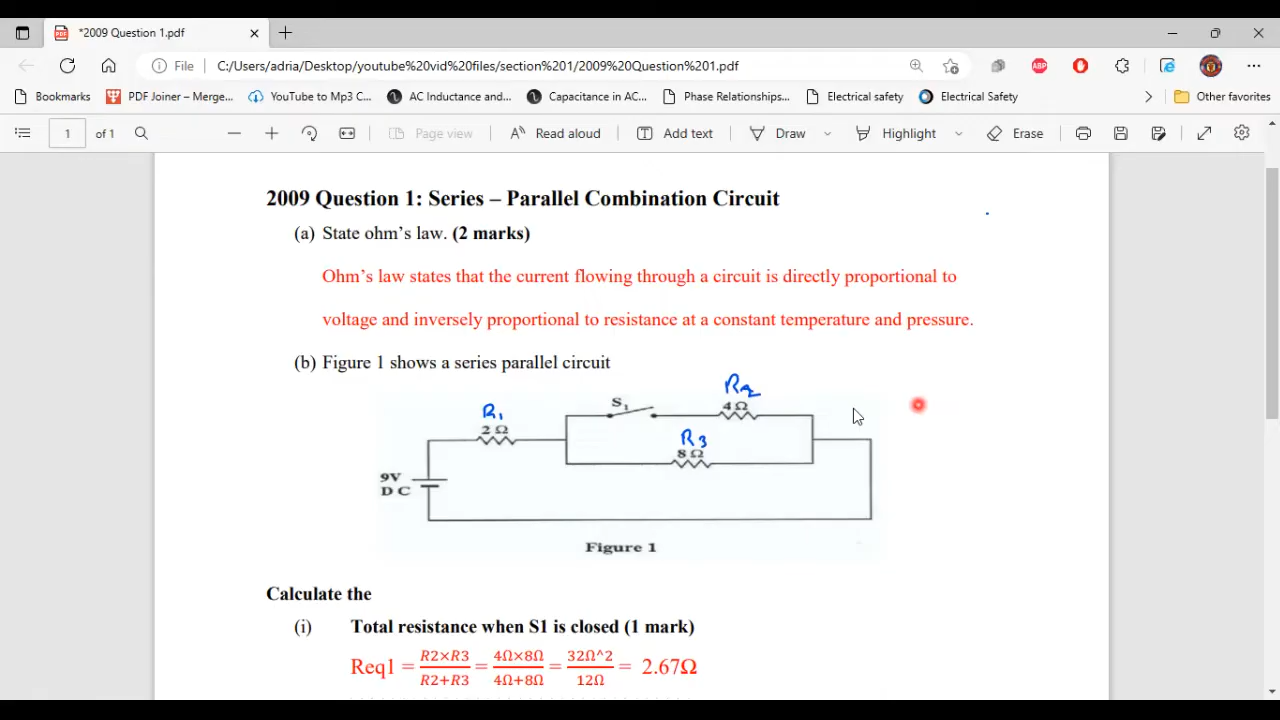 *2009 Question 1.pdf
File C:/Users/adria/Desktop/youtube%20vid%20files/section%201/2009%20Question%201.pdf
Bookmarks PDF Joiner – Merge... YouTube to Mp3 C... AC Inductance and... Capacitance in AC... Phase Relationships... Electrical safety Electrical Safety Other favorites
1 of 1 Page view Read aloud Add text Draw Highlight Erase
2009 Question 1: Series – Parallel Combination Circuit
(a) State ohm's law. (2 marks)
Ohm's law states that the current flowing through a circuit is directly proportional to
voltage and inversely proportional to resistance at a constant temperature and pressure.
(b) Figure 1 shows a series parallel circuit
R2
S1 4Ω
R1
2 Ω
R3
8 Ω
9V
D C
Figure 1
Calculate the
(i) Total resistance when S1 is closed (1 mark)
Req1 = R2×R3/R2+R3 = 4Ω×8Ω/4Ω+8Ω = 32Ω^2/12Ω = 2.67Ω